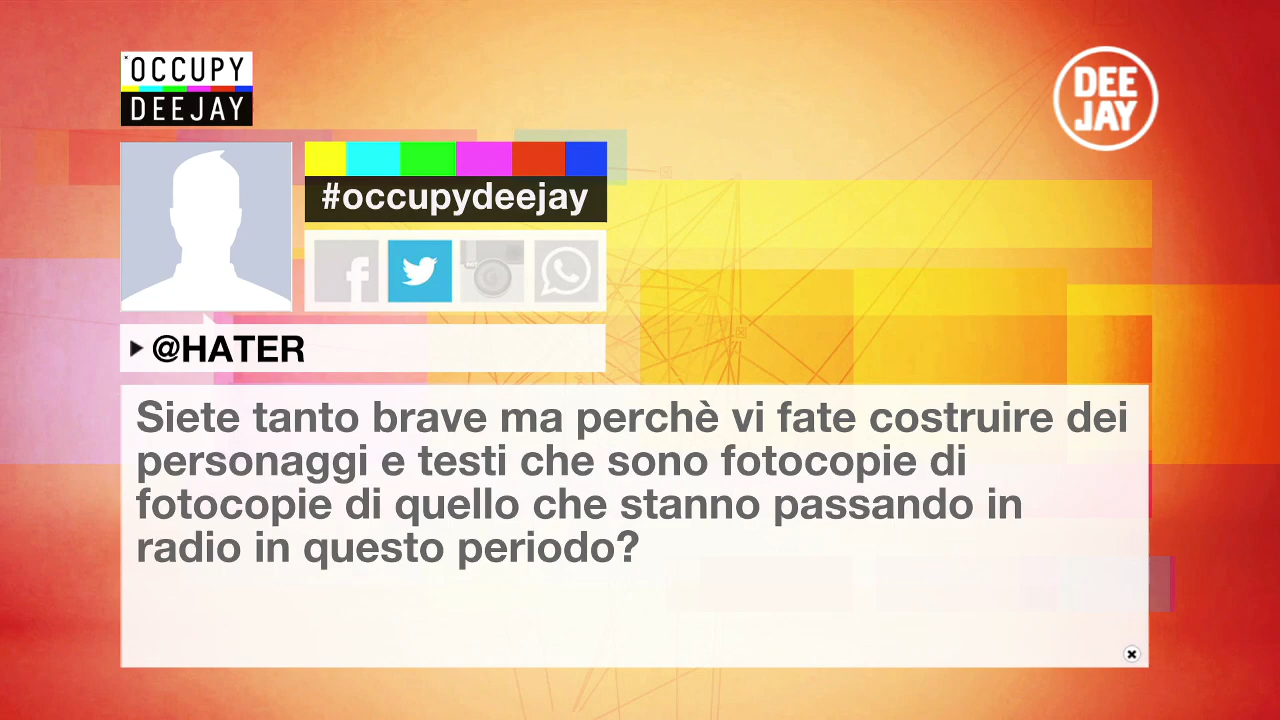 OCCUPY
DEEJAY
DEE
JAY
#occupydeejay
@HATER
Siete tanto brave ma perchè vi fate costruire dei
personaggi e testi che sono fotocopie di
fotocopie di quello che stanno passando in
radio in questo periodo?